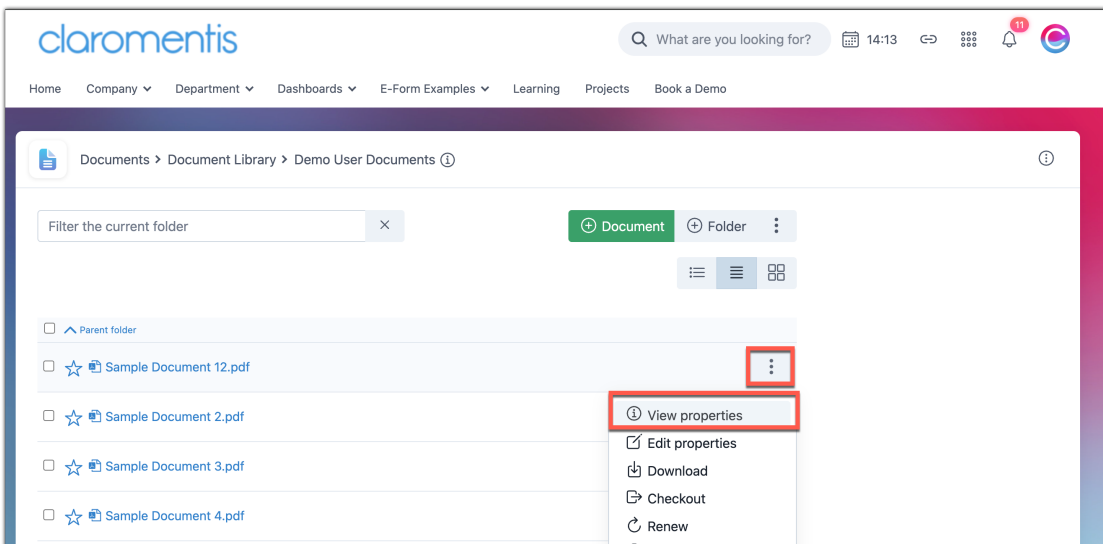 claromentis
What are you looking for?
14:13
11
Home Company Department Dashboards E-Form Examples Learning Projects Book a Demo
Documents > Document Library > Demo User Documents
Filter the current folder
Document Folder
Parent folder
Sample Document 12.pdf
View properties
Sample Document 2.pdf
Edit properties
Sample Document 3.pdf
Download
Checkout
Sample Document 4.pdf
Renew